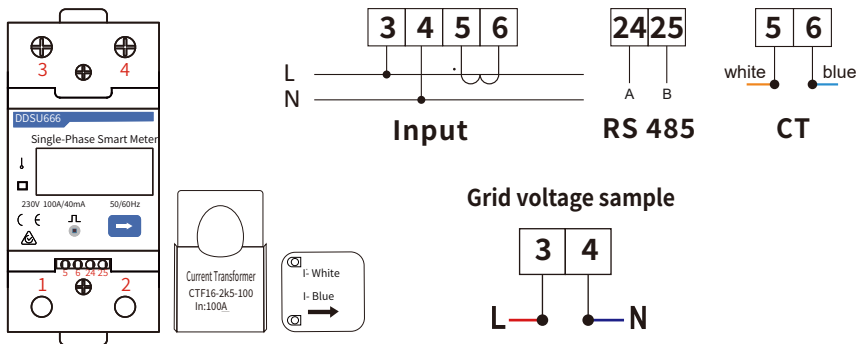 3 4
DDSU666
Single-Phase Smart Meter
230V 100A/40mA 50/60Hz
CE
5 6 24 25
1 2
Current Transformer
CTF16-2k5-100
In:100A
I- White
I- Blue
3 4 5 6
L
N
Input
24 25
A B
RS 485
5 6
white blue
CT
Grid voltage sample
3 4
L N